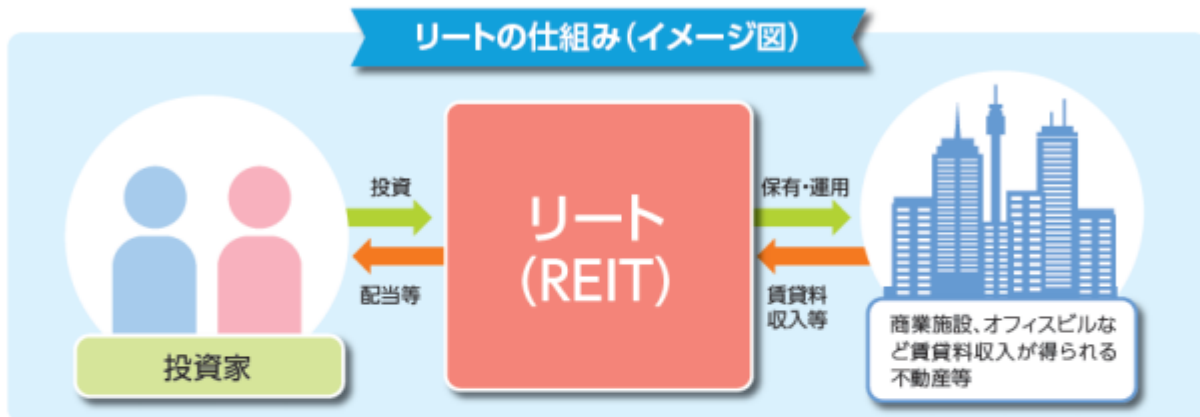 リートの仕組み（イメージ図）
投資
配当等
投資家
リート
(REIT)
保有・運用
賃貸料
収入等
商業施設、オフィスビルな
ど賃貸料収入が得られる
不動産等